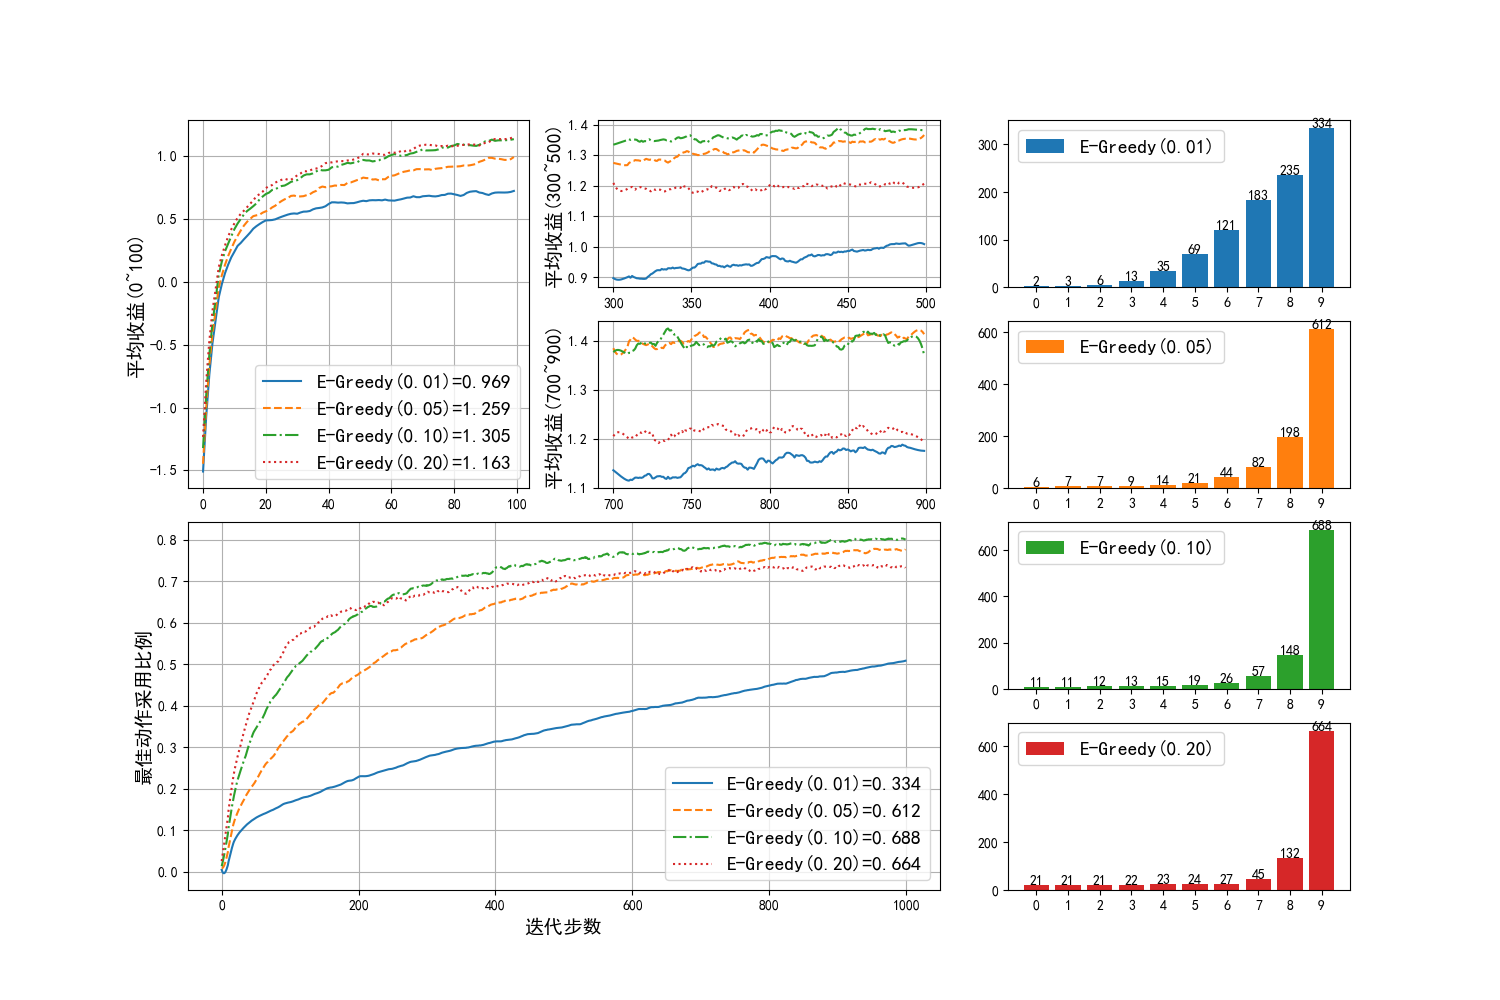 平均收益(0~100)
1.0
0.5
0.0
-0.5
-1.0
-1.5
0 20 40 60 80 100
E-Greedy(0.01)=0.969
E-Greedy(0.05)=1.259
E-Greedy(0.10)=1.305
E-Greedy(0.20)=1.163
平均收益(300~500)
1.4
1.3
1.2
1.1
1.0
0.9
300 350 400 450 500
平均收益(700~900)
1.4
1.3
1.2
1.1
700 750 800 850 900
最佳动作采用比例
0.8
0.7
0.6
0.5
0.4
0.3
0.2
0.1
0.0
0 200 400 600 800 1000
迭代步数
E-Greedy(0.01)=0.334
E-Greedy(0.05)=0.612
E-Greedy(0.10)=0.688
E-Greedy(0.20)=0.664
E-Greedy(0.01)
300
200
100
0
2 3 6 13 35 69 121 183 235 334
0 1 2 3 4 5 6 7 8 9
E-Greedy(0.05)
600
400
200
0
6 7 7 9 14 21 44 82 198 612
0 1 2 3 4 5 6 7 8 9
E-Greedy(0.10)
600
400
200
0
11 11 12 13 15 19 26 57 148 688
0 1 2 3 4 5 6 7 8 9
E-Greedy(0.20)
600
400
200
0
21 21 21 22 23 24 27 45 132 664
0 1 2 3 4 5 6 7 8 9